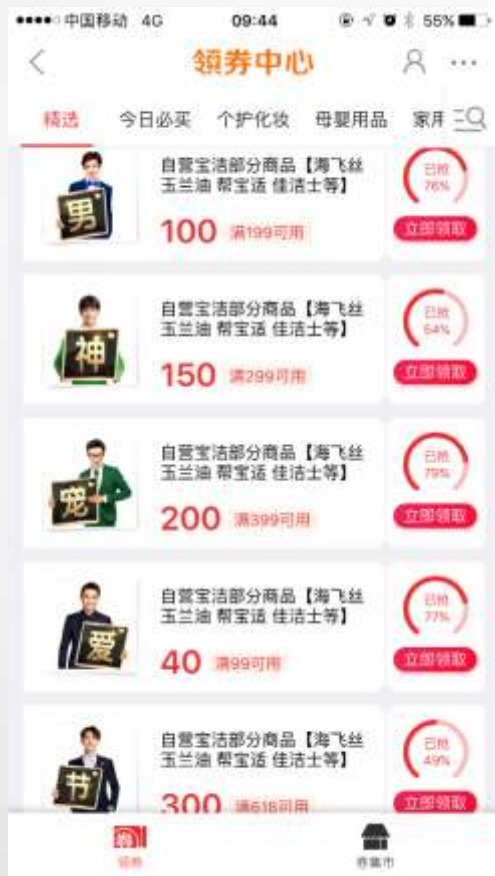 中国移动 4G 09:44 55%
领券中心
精选 今日必买 个护化妆 母婴用品 家用
男
自营宝洁部分商品【海飞丝
玉兰油 帮宝适 佳洁士等】
100 满199可用
已抢
76%
立即领取
神
自营宝洁部分商品【海飞丝
玉兰油 帮宝适 佳洁士等】
150 满299可用
已抢
54%
立即领取
宠
自营宝洁部分商品【海飞丝
玉兰油 帮宝适 佳洁士等】
200 满399可用
已抢
79%
立即领取
爱
自营宝洁部分商品【海飞丝
玉兰油 帮宝适 佳洁士等】
40 满99可用
已抢
77%
立即领取
节
自营宝洁部分商品【海飞丝
玉兰油 帮宝适 佳洁士等】
300 满618可用
已抢
49%
立即领取
券
领券
券集市